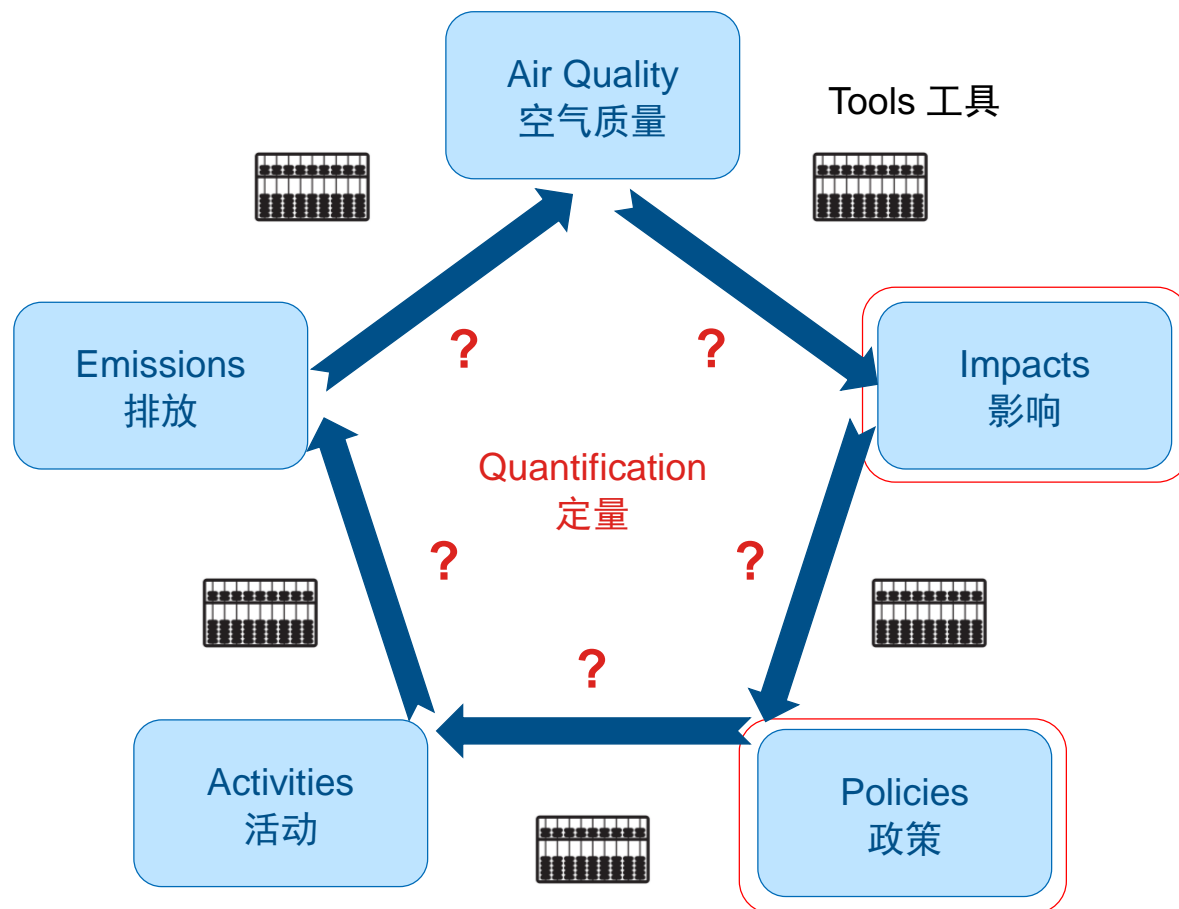 Air Quality
空气质量
Tools 工具
Emissions
排放
?
?
Impacts
影响
Quantification
定量
?
?
?
Activities
活动
Policies
政策